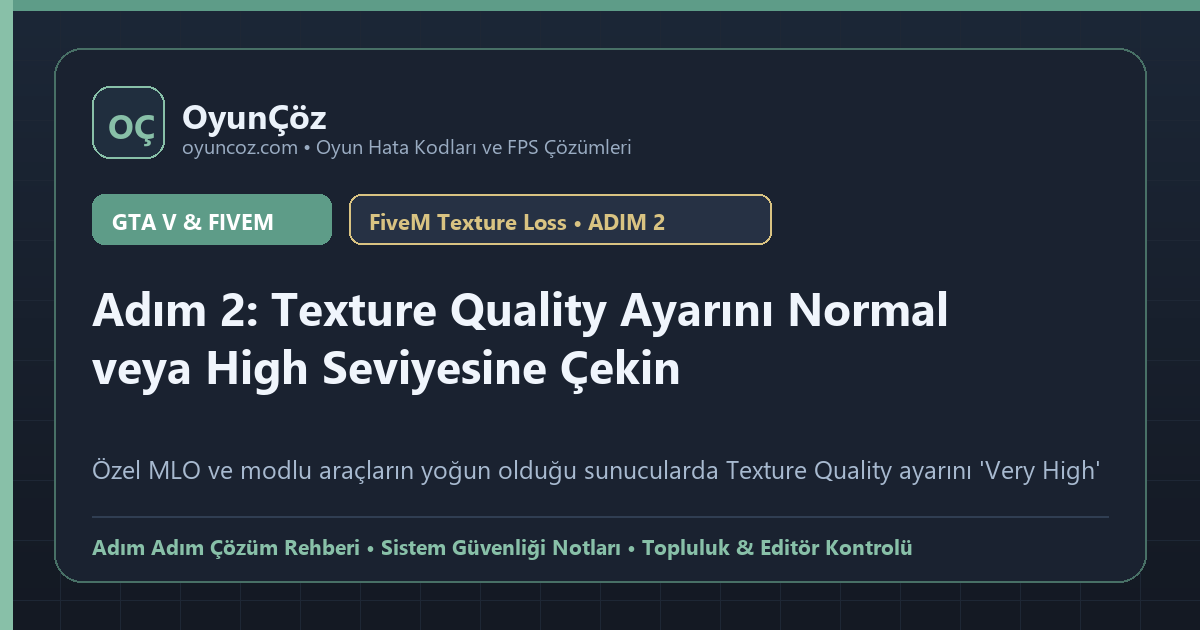 OÇ
OyunÇöz
oyuncoz.com • Oyun Hata Kodları ve FPS Çözümleri
GTA V & FIVEM
FiveM Texture Loss • ADIM 2
Adım 2: Texture Quality Ayarını Normal
veya High Seviyesine Çekin
Özel MLO ve modlu araçların yoğun olduğu sunucularda Texture Quality ayarını 'Very High'
Adım Adım Çözüm Rehberi • Sistem Güvenliği Notları • Topluluk & Editör Kontrolü